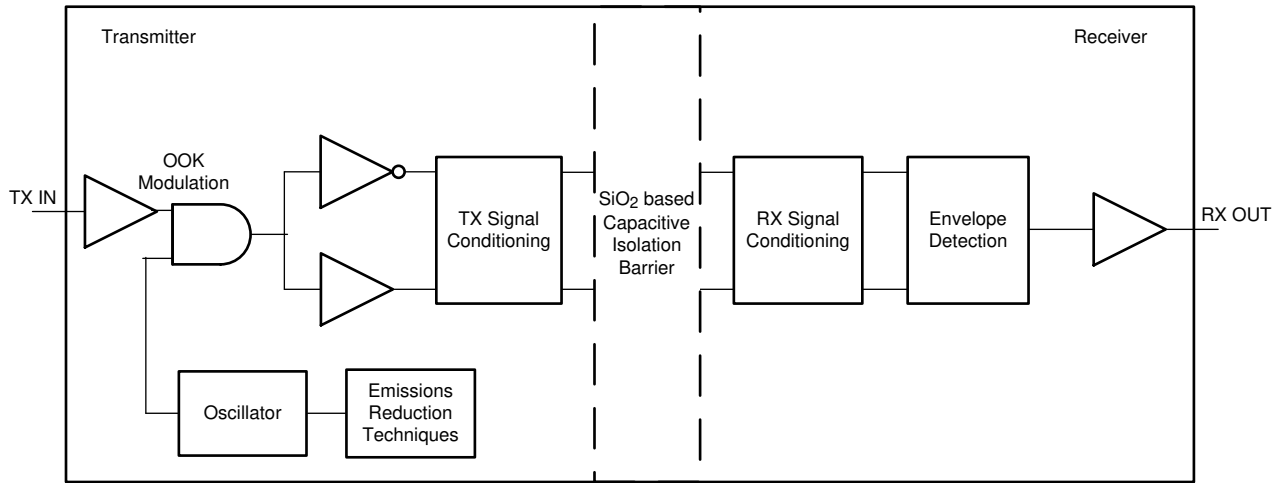 Transmitter
Receiver
OOK
Modulation
TX IN
TX Signal
Conditioning
SiO2 based
Capacitive
Isolation
Barrier
RX Signal
Conditioning
Envelope
Detection
RX OUT
Oscillator
Emissions
Reduction
Techniques